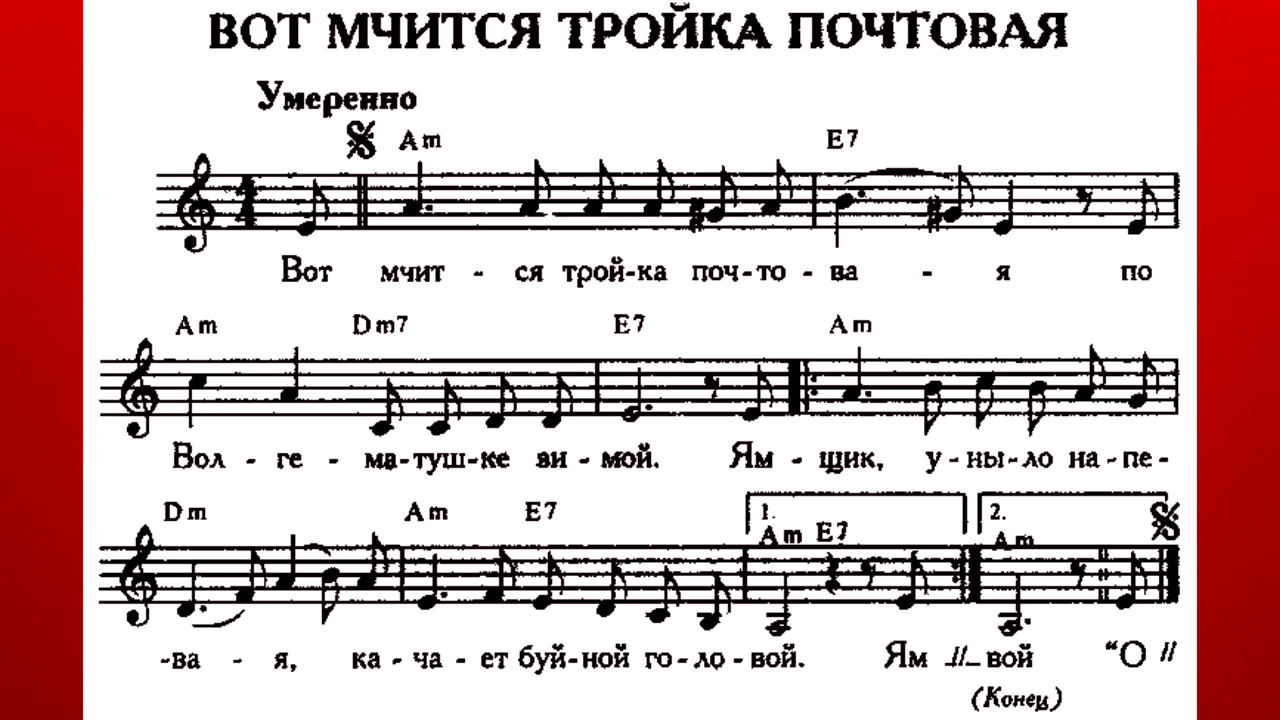 ВОТ МЧИТСЯ ТРОЙКА ПОЧТОВАЯ
Умеренно
Am E7
4/4
Вот мчит - ся трой-ка поч-то - ва - я по
Am Dm7 E7 Am
Вол - ге - ма-туш-ке зи - мой. Ям - щик, у-ны-ло на-пе-
Dm Am E7 1. Am E7 2. Am
-ва - я, ка - ча - ет буй-ной го-ло-вой. Ям // вой "О //
(Конец)